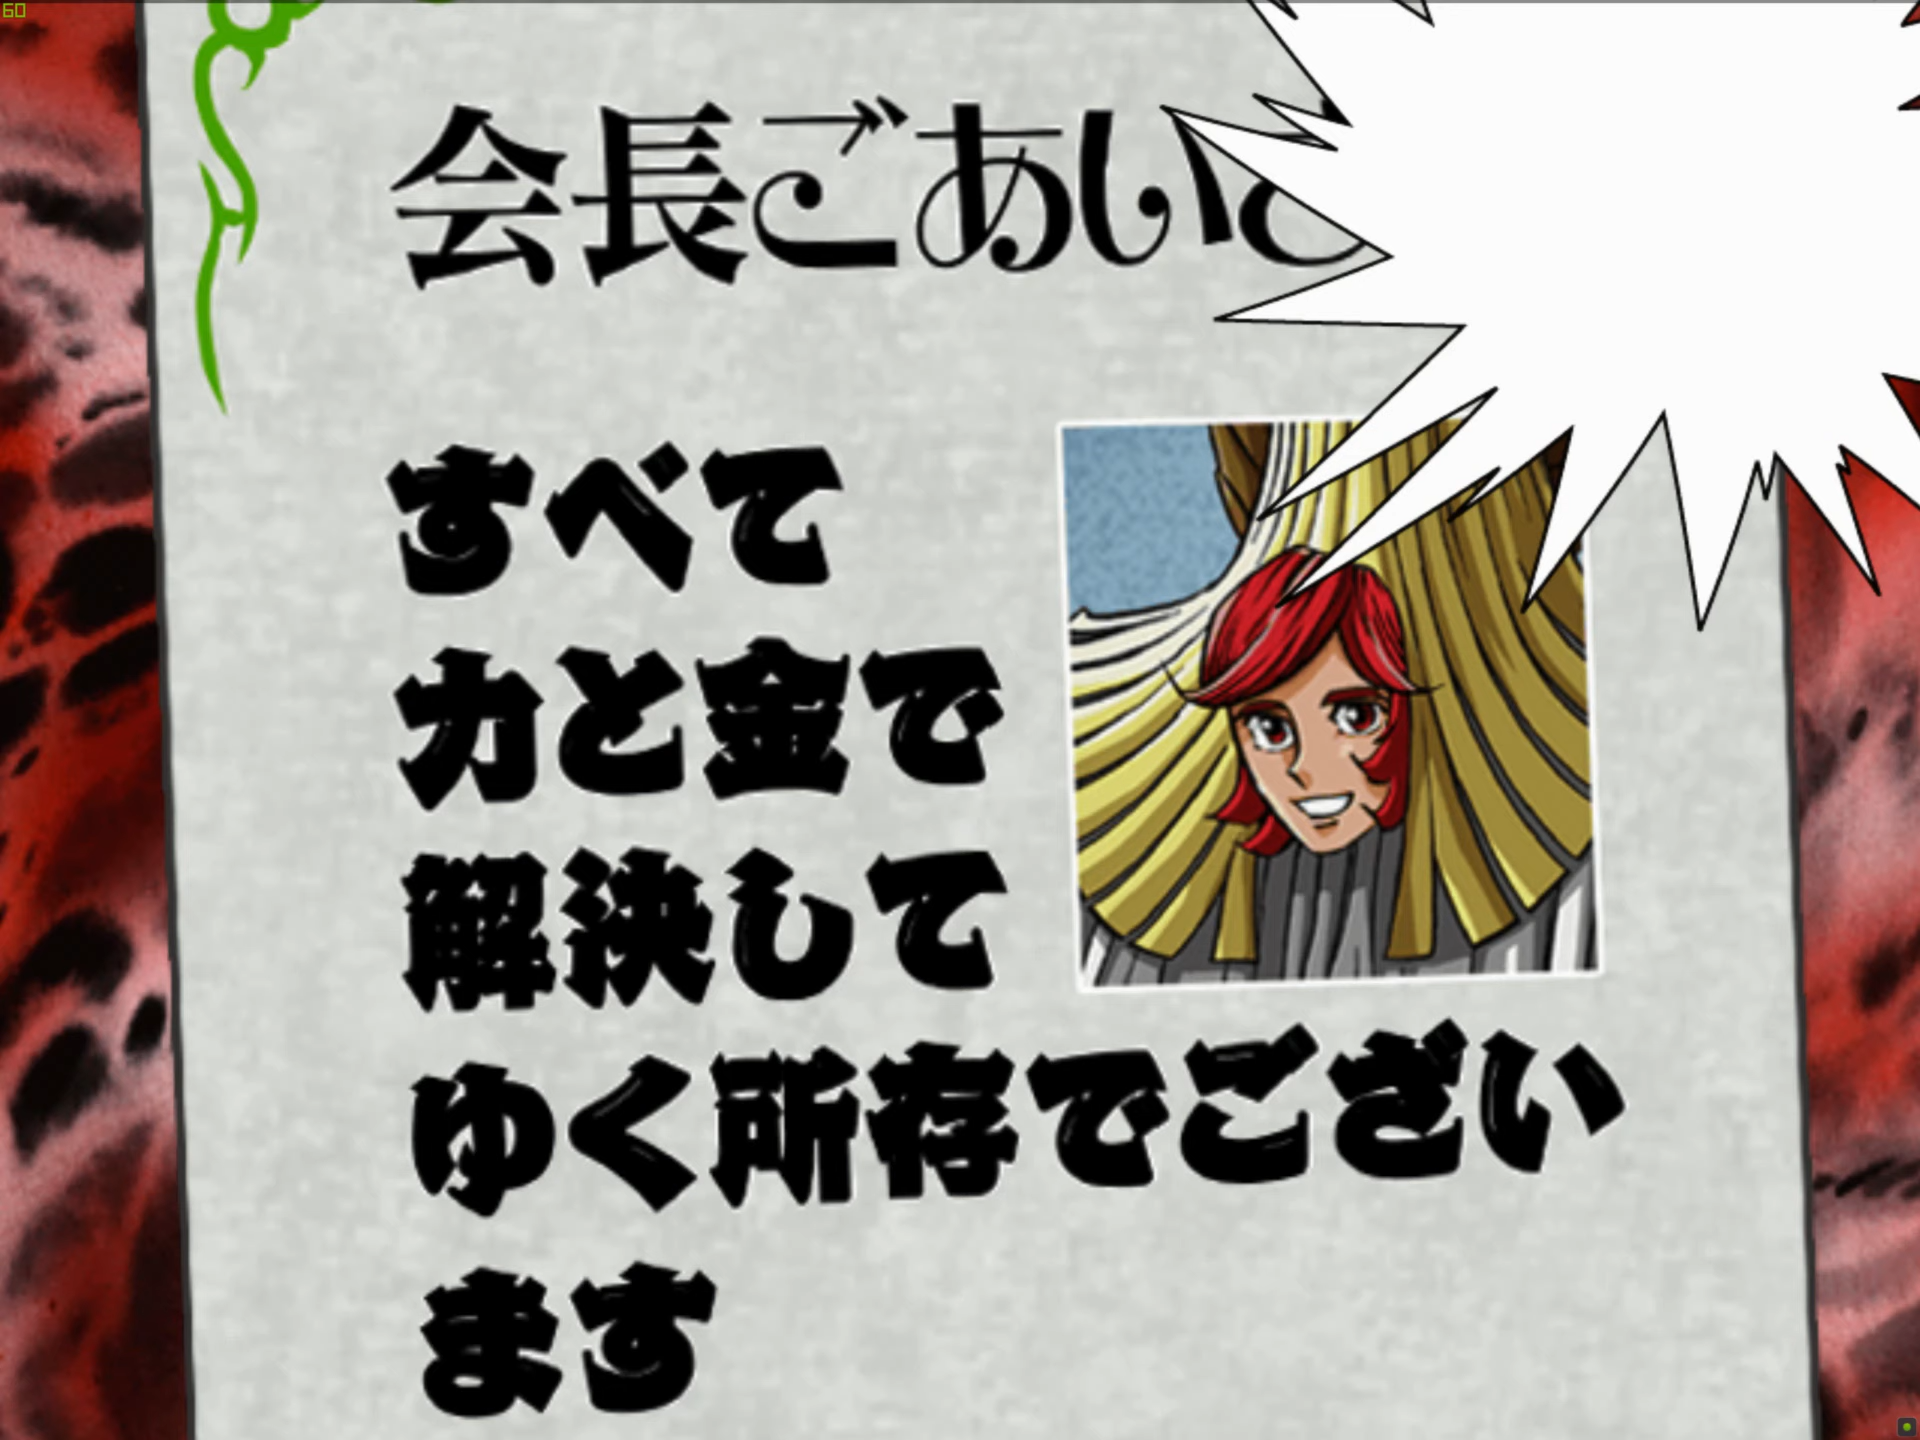 60
会長ごあい
すべて
力と金で
解決して
ゆく所存でござい
ます